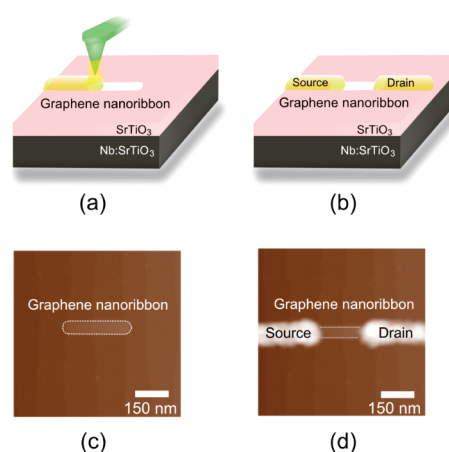 Graphene nanoribbon
SrTiO3
Nb:SrTiO3
(a)
Source
Drain
Graphene nanoribbon
SrTiO3
Nb:SrTiO3
(b)
Graphene nanoribbon
150 nm
(c)
Graphene nanoribbon
Source
Drain
150 nm
(d)